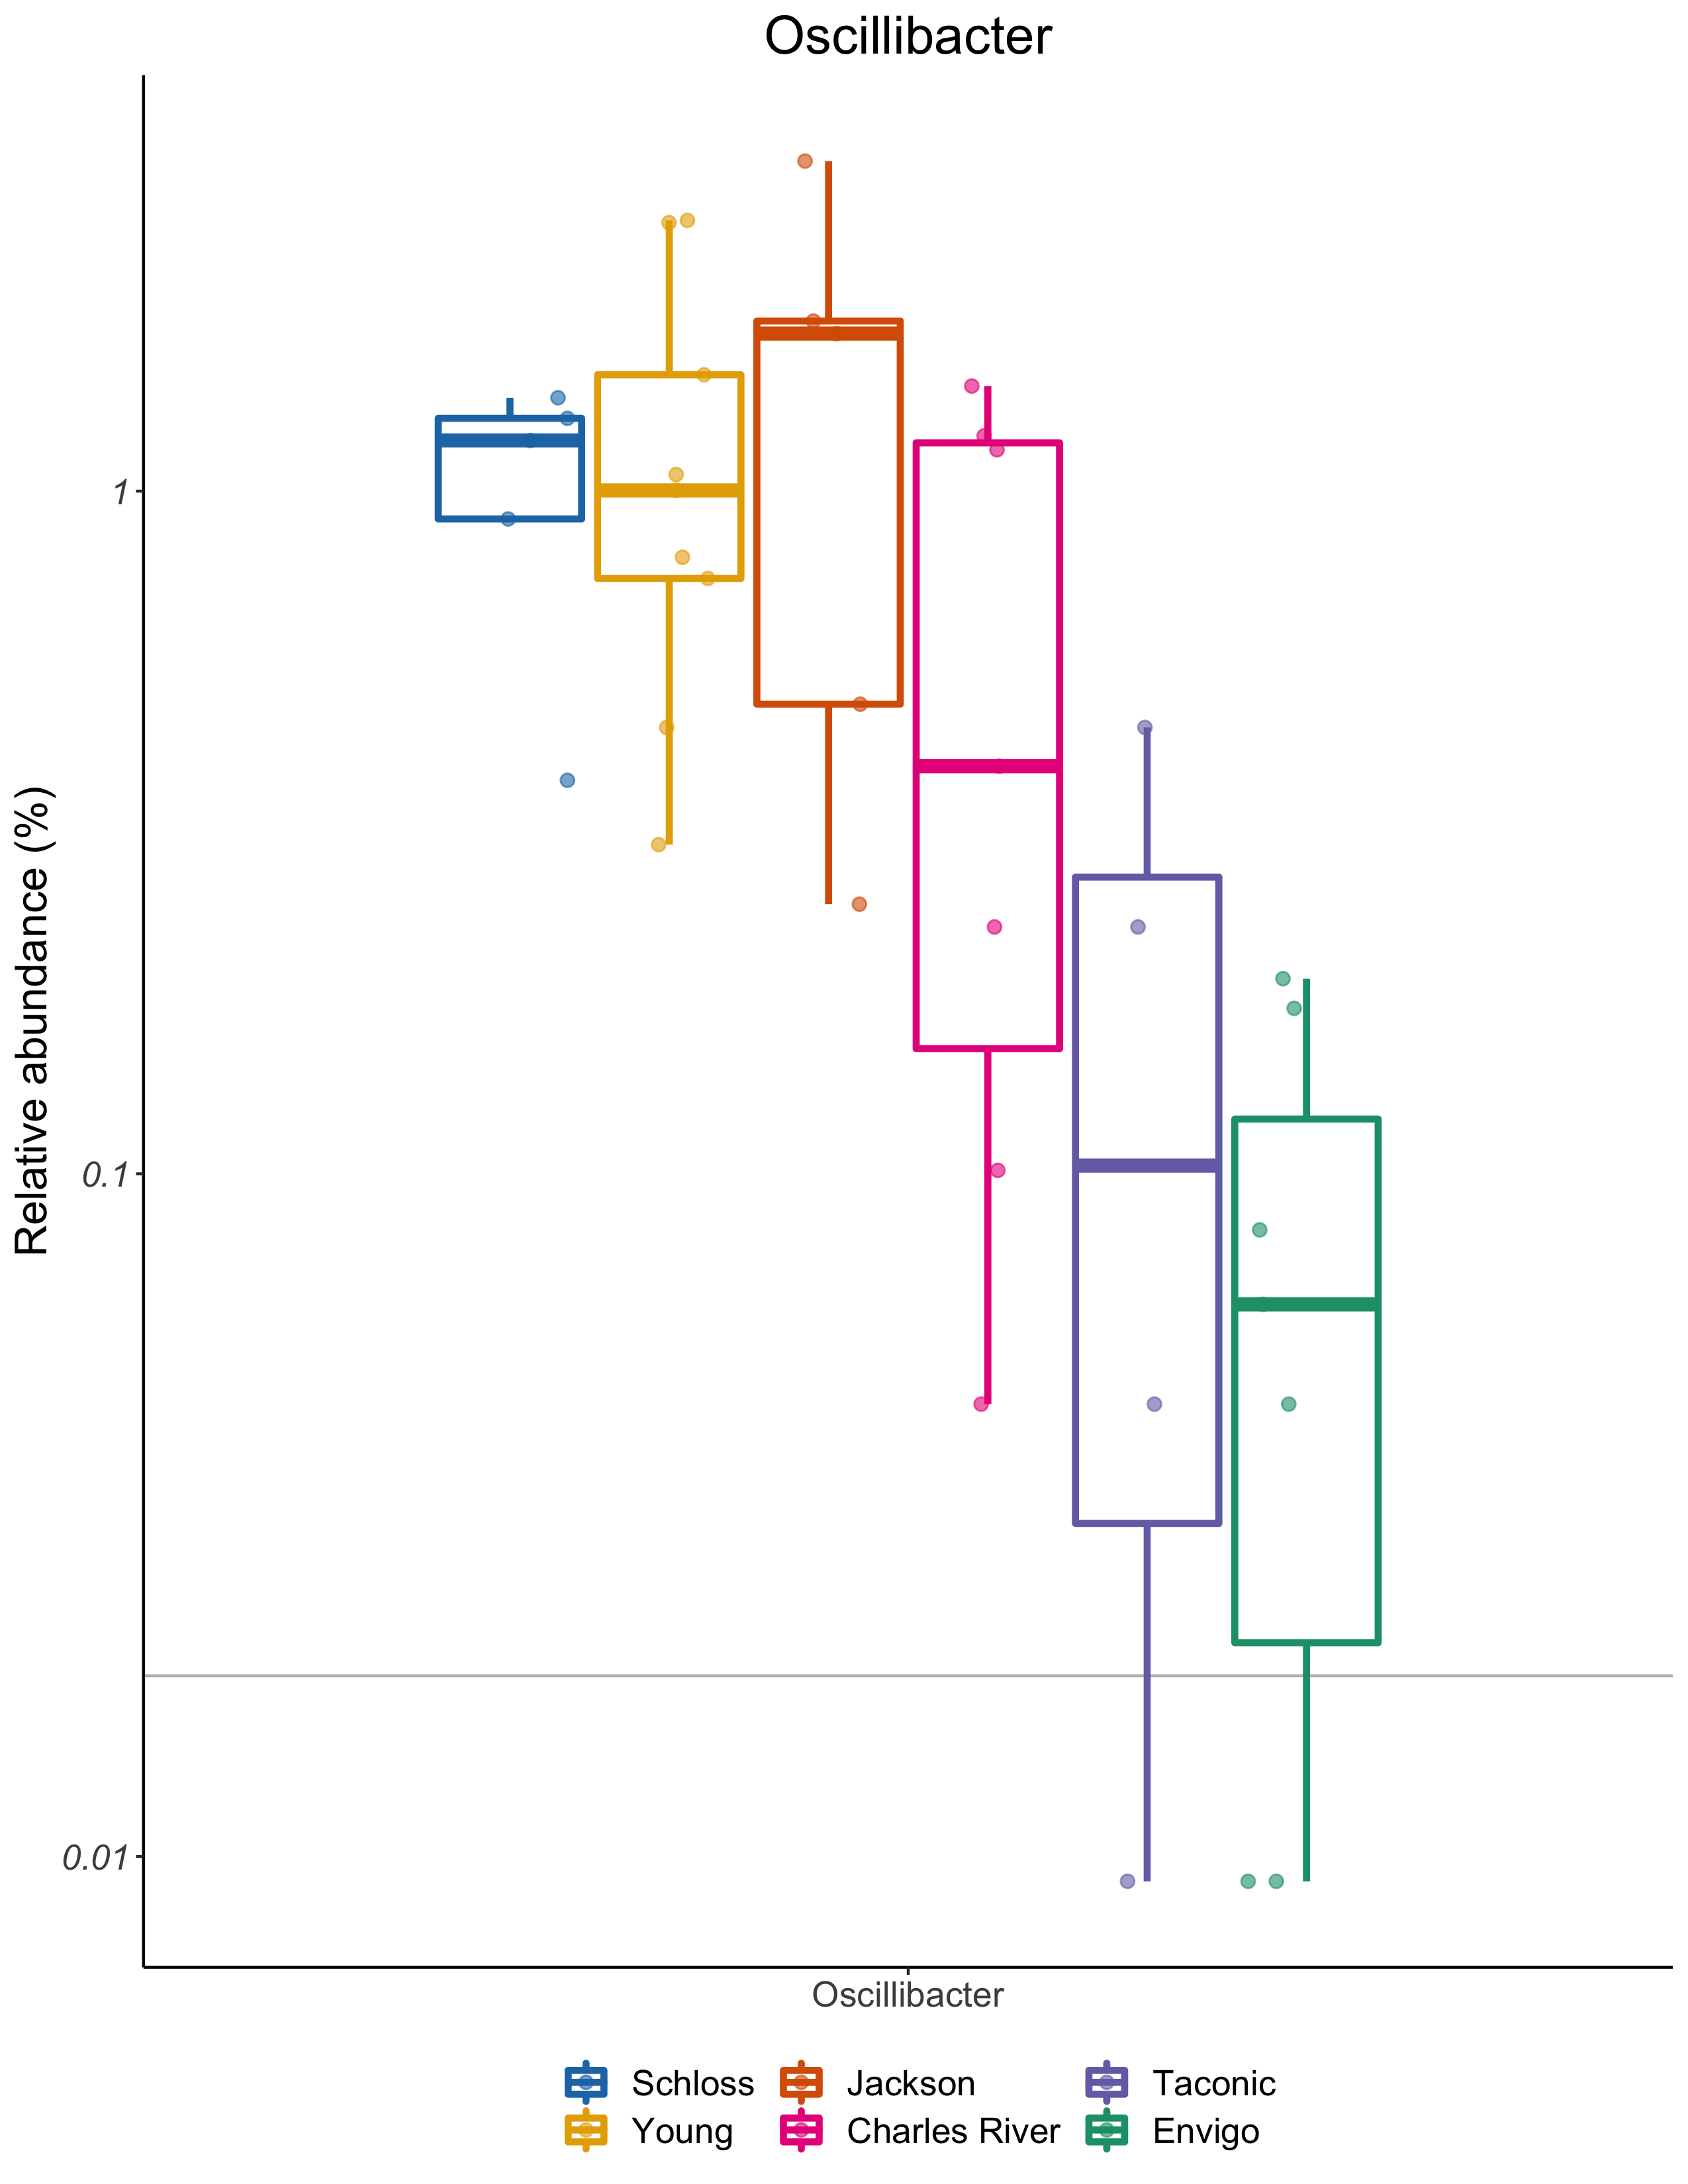 Oscillibacter
Relative abundance (%)
1
0.1
0.01
Oscillibacter
Schloss
Jackson
Taconic
Young
Charles River
Envigo